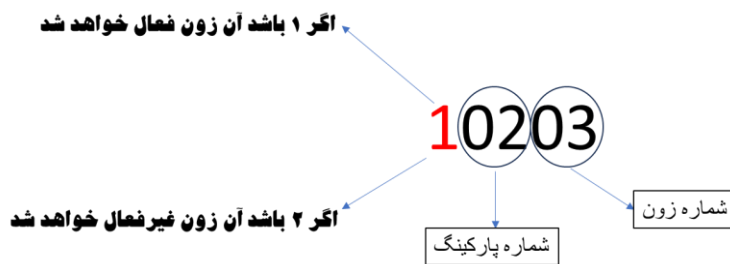 اگر ۱ باشد آن زون فعال خواهد شد
10203
شماره زون
اگر ۲ باشد آن زون غیرفعال خواهد شد
شماره پارکینگ